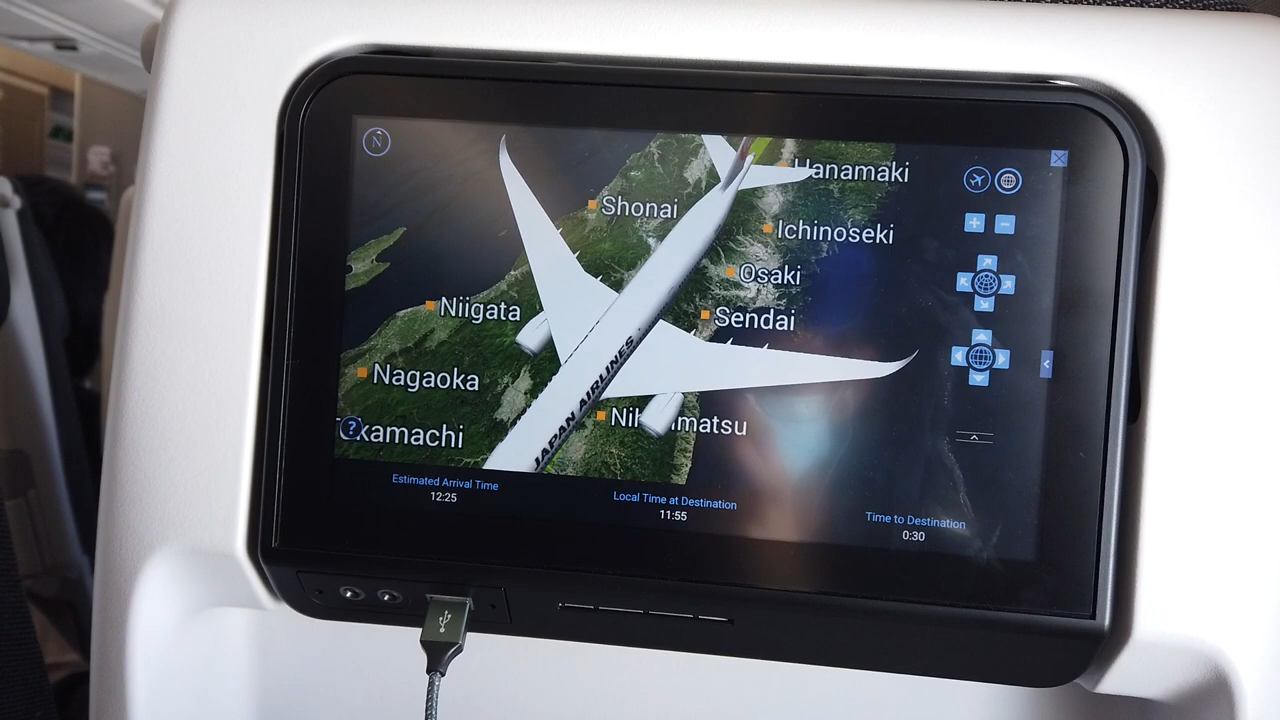 N
Hanamaki
Shonai
Ichinoseki
Osaki
Niigata
Sendai
Nagaoka
JAPAN AIRLINES
?
kamachi
Estimated Arrival Time
12:25
Local Time at Destination
11:55
Time to Destination
0:30